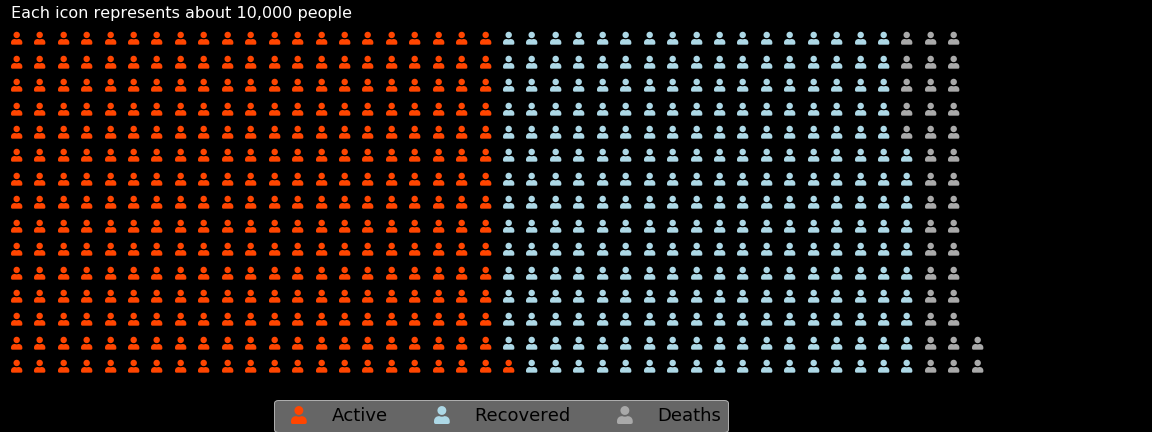 Each icon represents about 10,000 people
Active Recovered Deaths